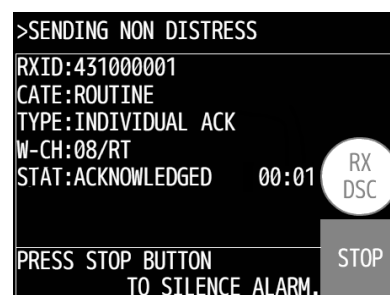 >SENDING NON DISTRESS
RXID:431000001
CATE:ROUTINE
TYPE:INDIVIDUAL ACK
W-CH:08/RT
STAT:ACKNOWLEDGED 00:01
RX
DSC
PRESS STOP BUTTON
TO SILENCE ALARM.
STOP